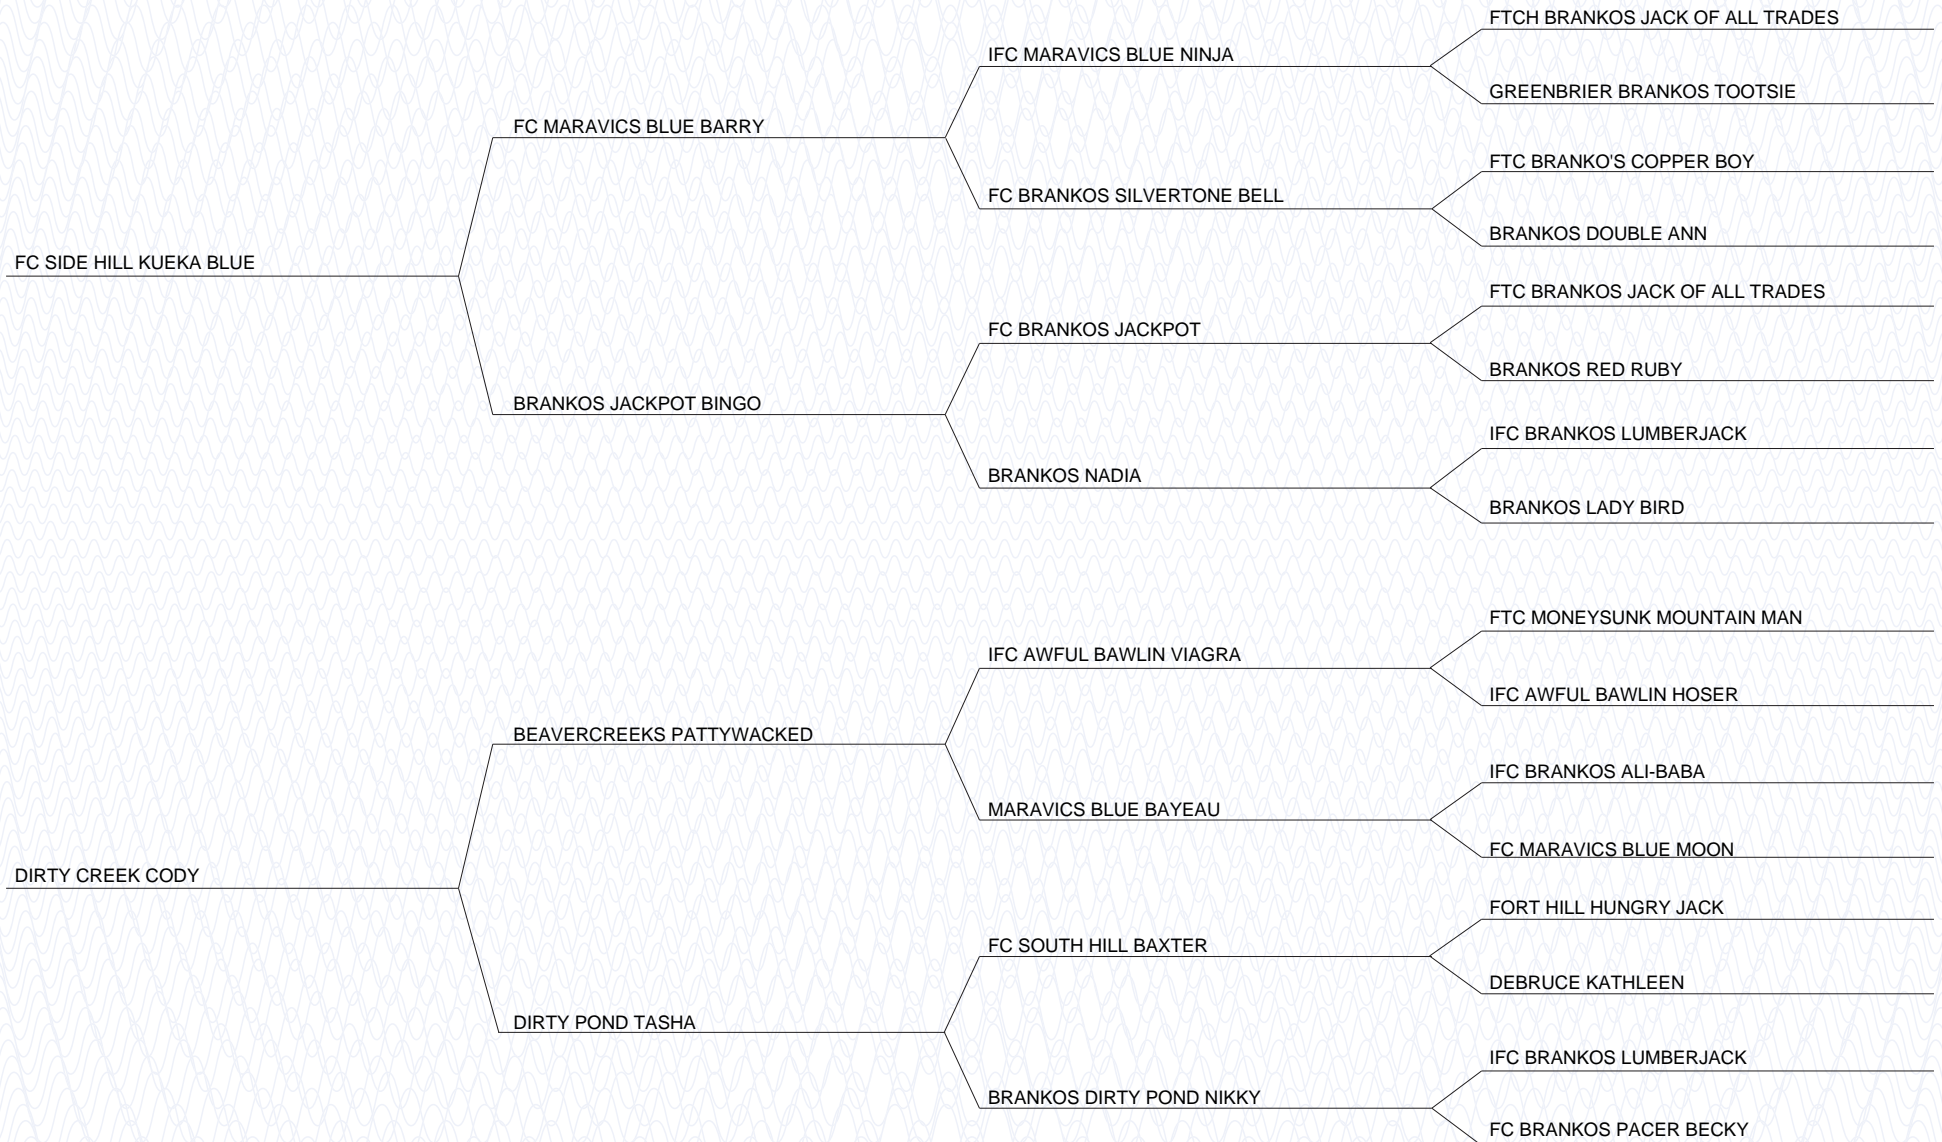 FTCH BRANKOS JACK OF ALL TRADES
IFC MARAVICS BLUE NINJA
GREENBRIER BRANKOS TOOTSIE
FC MARAVICS BLUE BARRY
FTC BRANKO'S COPPER BOY
FC BRANKOS SILVERTONE BELL
BRANKOS DOUBLE ANN
FC SIDE HILL KUEKA BLUE
FTC BRANKOS JACK OF ALL TRADES
FC BRANKOS JACKPOT
BRANKOS RED RUBY
BRANKOS JACKPOT BINGO
IFC BRANKOS LUMBERJACK
BRANKOS NADIA
BRANKOS LADY BIRD
FTC MONEYSUNK MOUNTAIN MAN
IFC AWFUL BAWLIN VIAGRA
IFC AWFUL BAWLIN HOSER
BEAVERCREEKS PATTYWACKED
IFC BRANKOS ALI-BABA
MARAVICS BLUE BAYEAU
FC MARAVICS BLUE MOON
DIRTY CREEK CODY
FORT HILL HUNGRY JACK
FC SOUTH HILL BAXTER
DEBRUCE KATHLEEN
DIRTY POND TASHA
IFC BRANKOS LUMBERJACK
BRANKOS DIRTY POND NIKKY
FC BRANKOS PACER BECKY